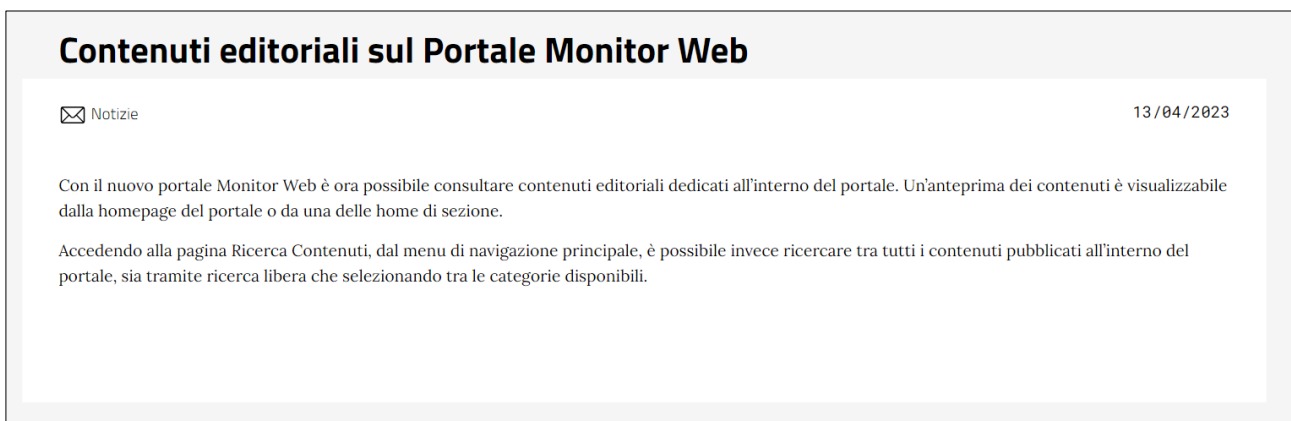 Contenuti editoriali sul Portale Monitor Web
Notizie
13/04/2023
Con il nuovo portale Monitor Web è ora possibile consultare contenuti editoriali dedicati all’interno del portale. Un’anteprima dei contenuti è visualizzabile
dalla homepage del portale o da una delle home di sezione.
Accedendo alla pagina Ricerca Contenuti, dal menu di navigazione principale, è possibile invece ricercare tra tutti i contenuti pubblicati all’interno del
portale, sia tramite ricerca libera che selezionando tra le categorie disponibili.